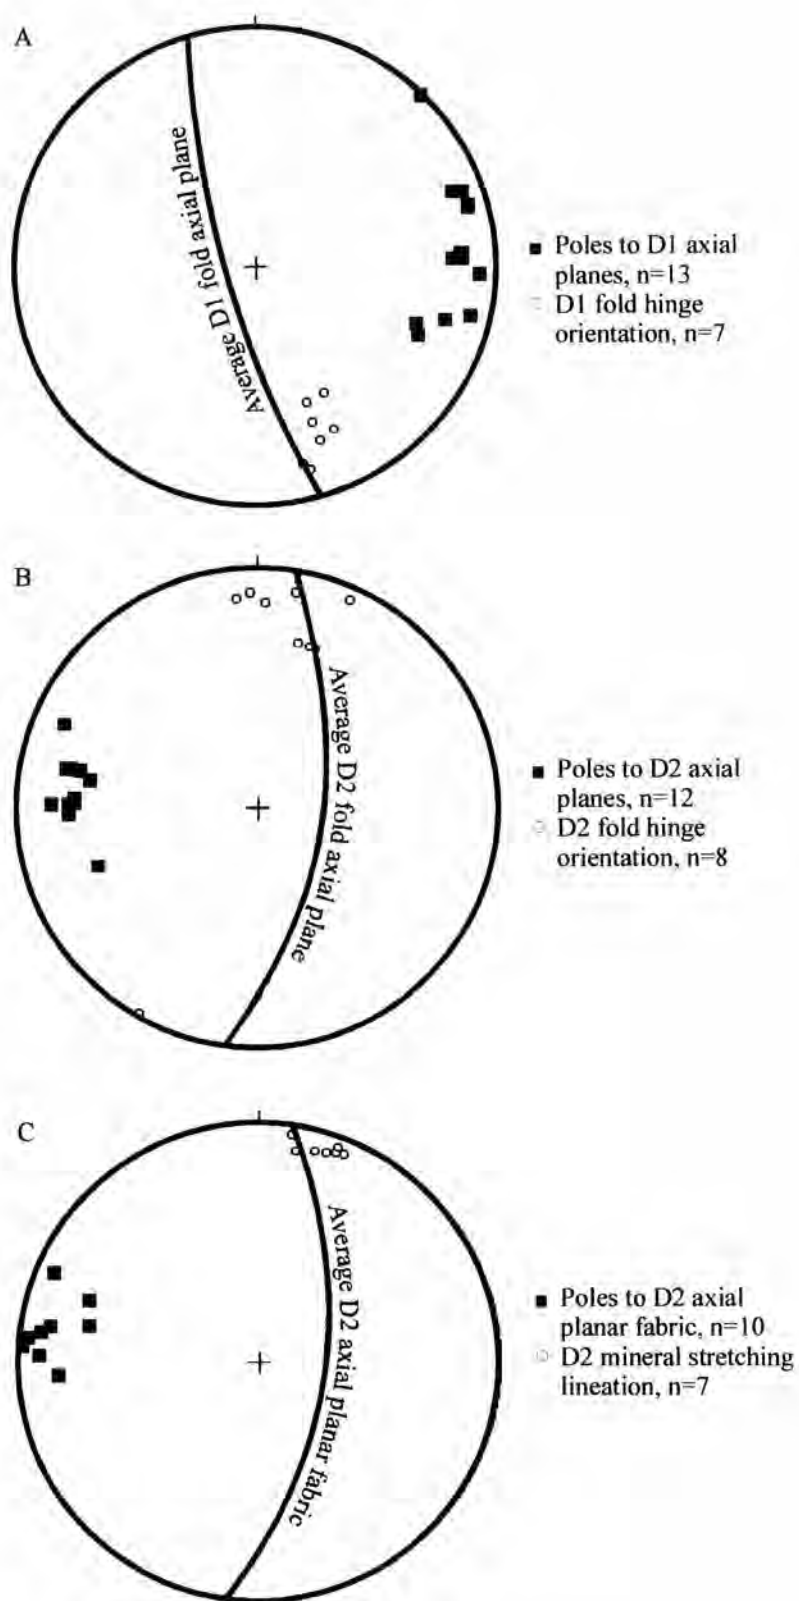 A
Average D1 fold axial plane
■ Poles to D1 axial
planes, n=13
○ D1 fold hinge
orientation, n=7
B
Average D2 fold axial plane
■ Poles to D2 axial
planes, n=12
○ D2 fold hinge
orientation, n=8
C
Average D2 axial planar fabric
■ Poles to D2 axial
planar fabric, n=10
○ D2 mineral stretching
lineation, n=7